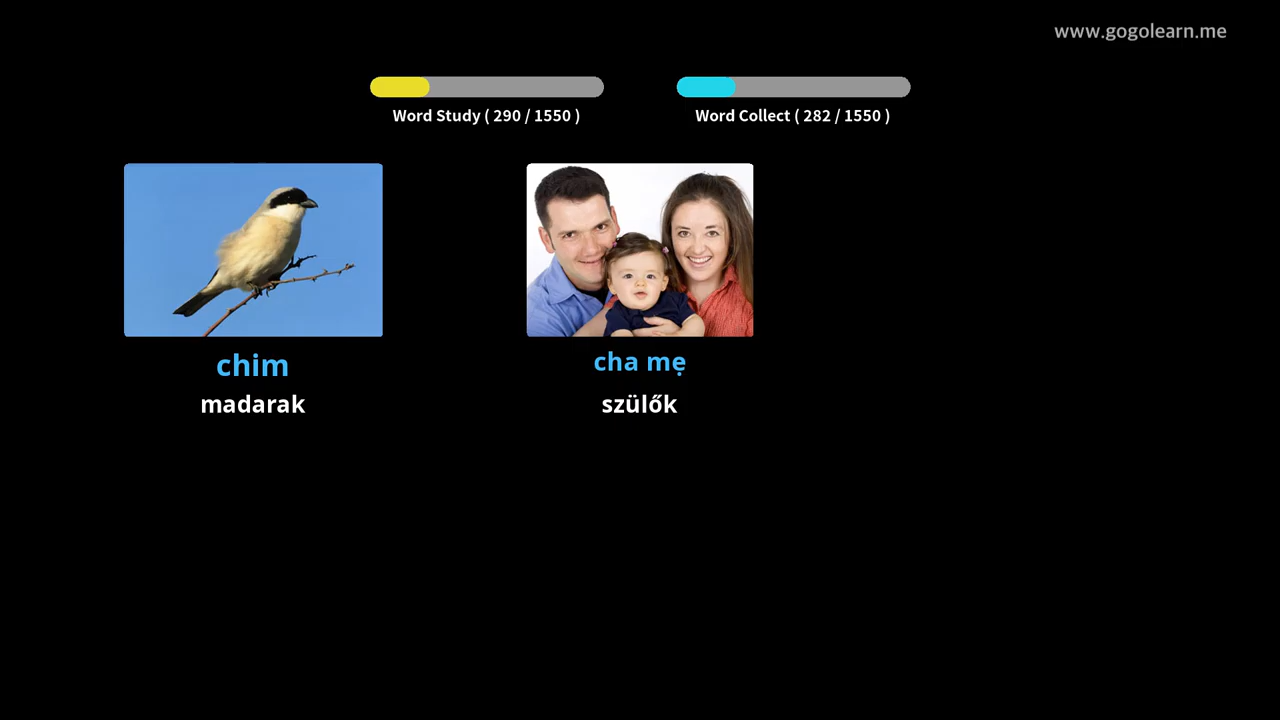 www.gogolearn.me
Word Study ( 290 / 1550 )
Word Collect ( 282 / 1550 )
chim
madarak
cha mẹ
szülők